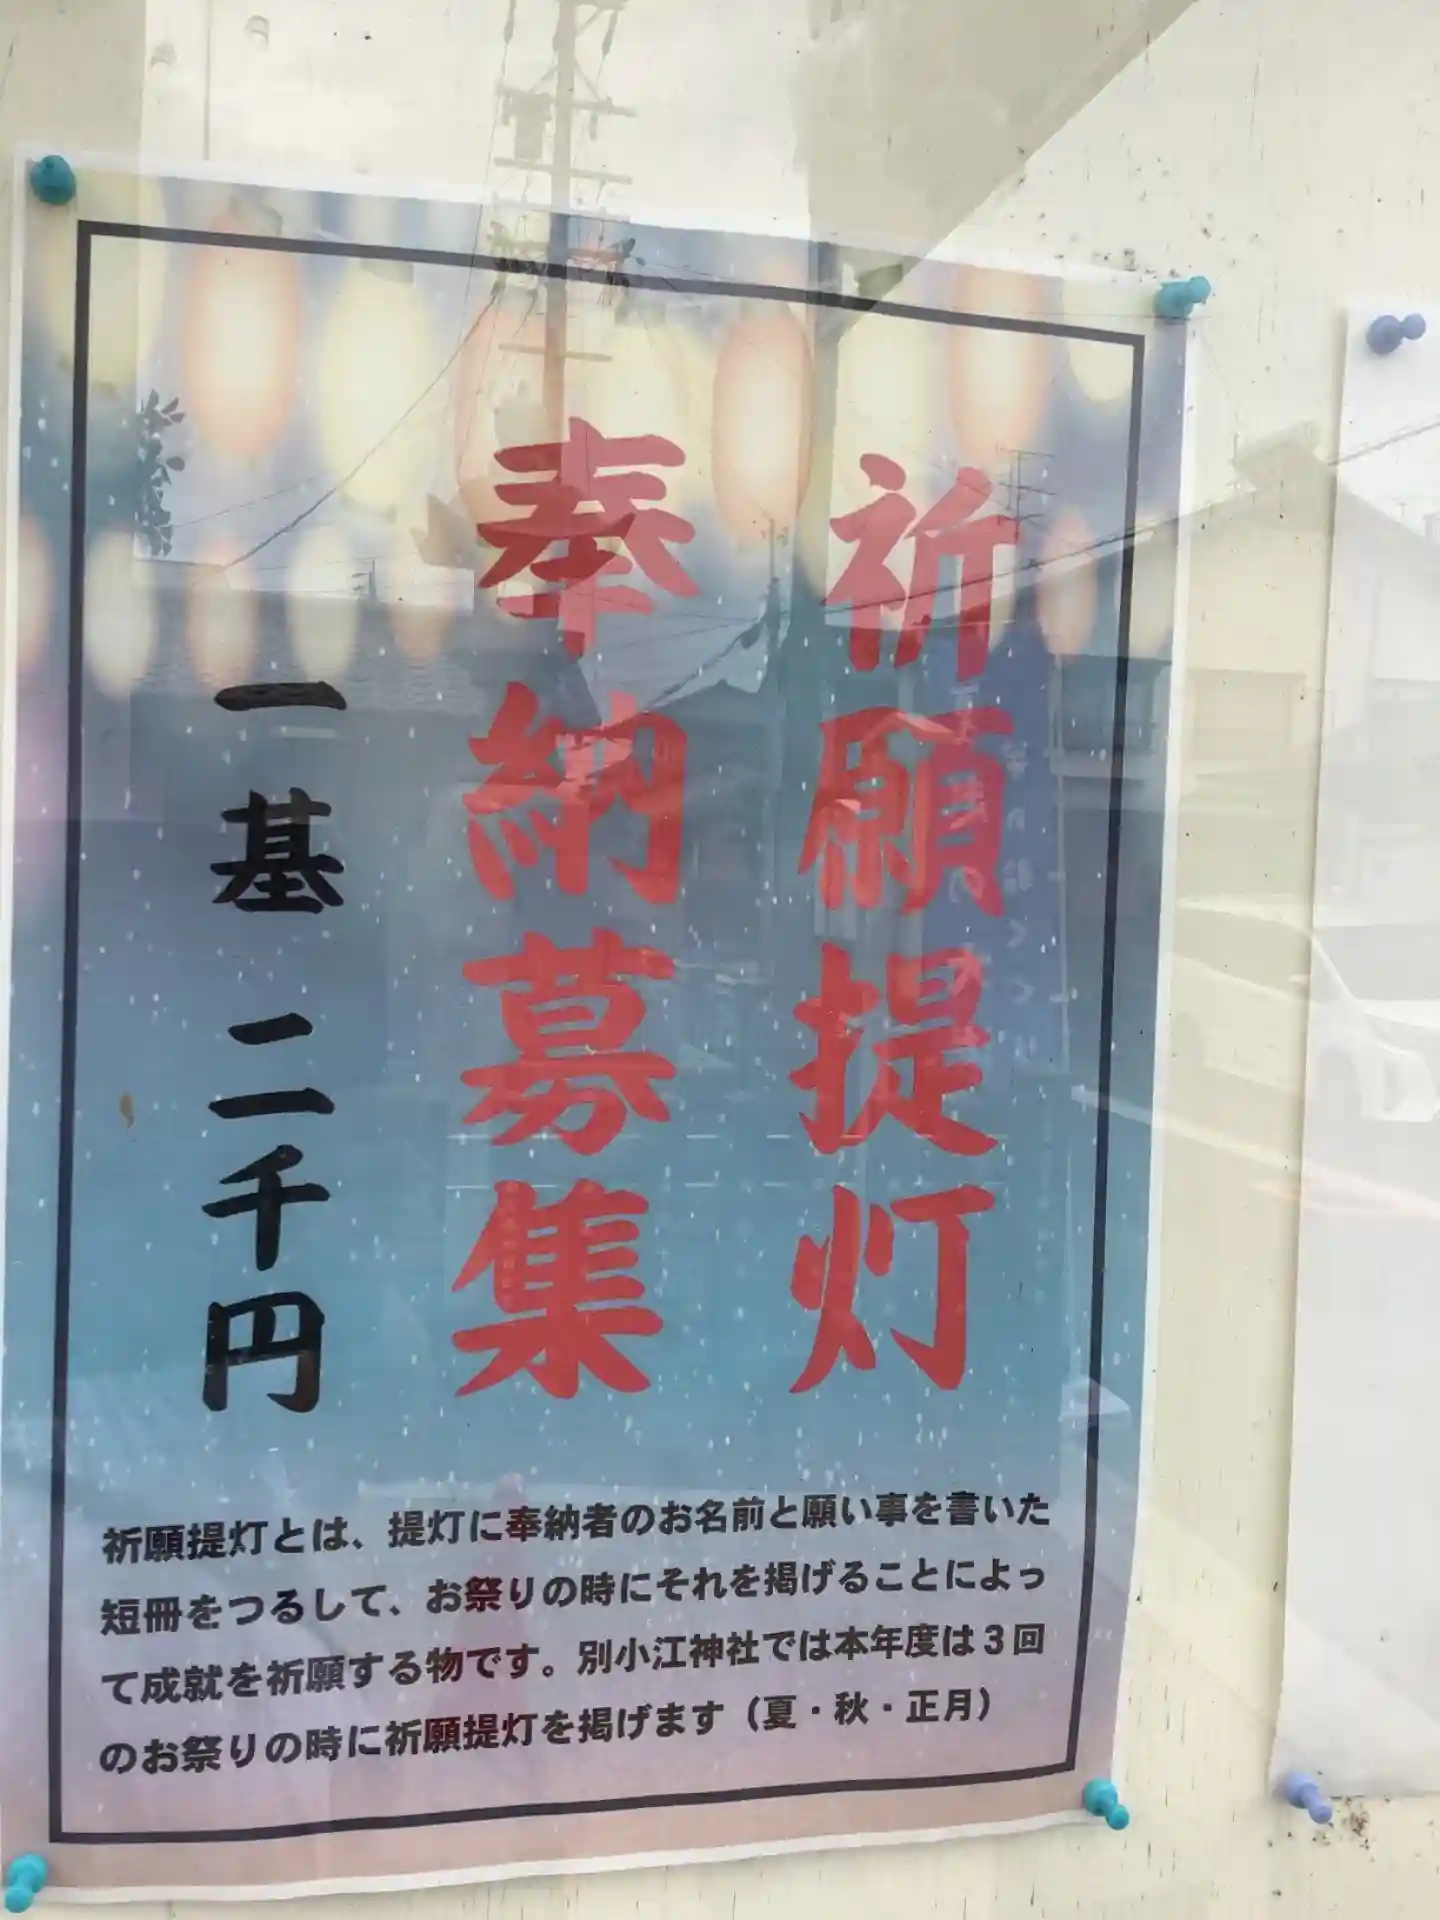 祈願提灯
奉納募集
一基 二千円
祈願提灯とは、提灯に奉納者のお名前と願い事を書いた
短冊をつるして、お祭りの時にそれを掲げることによっ
て成就を祈願する物です。別小江神社では本年度は3回
のお祭りの時に祈願提灯を掲げます（夏・秋・正月）